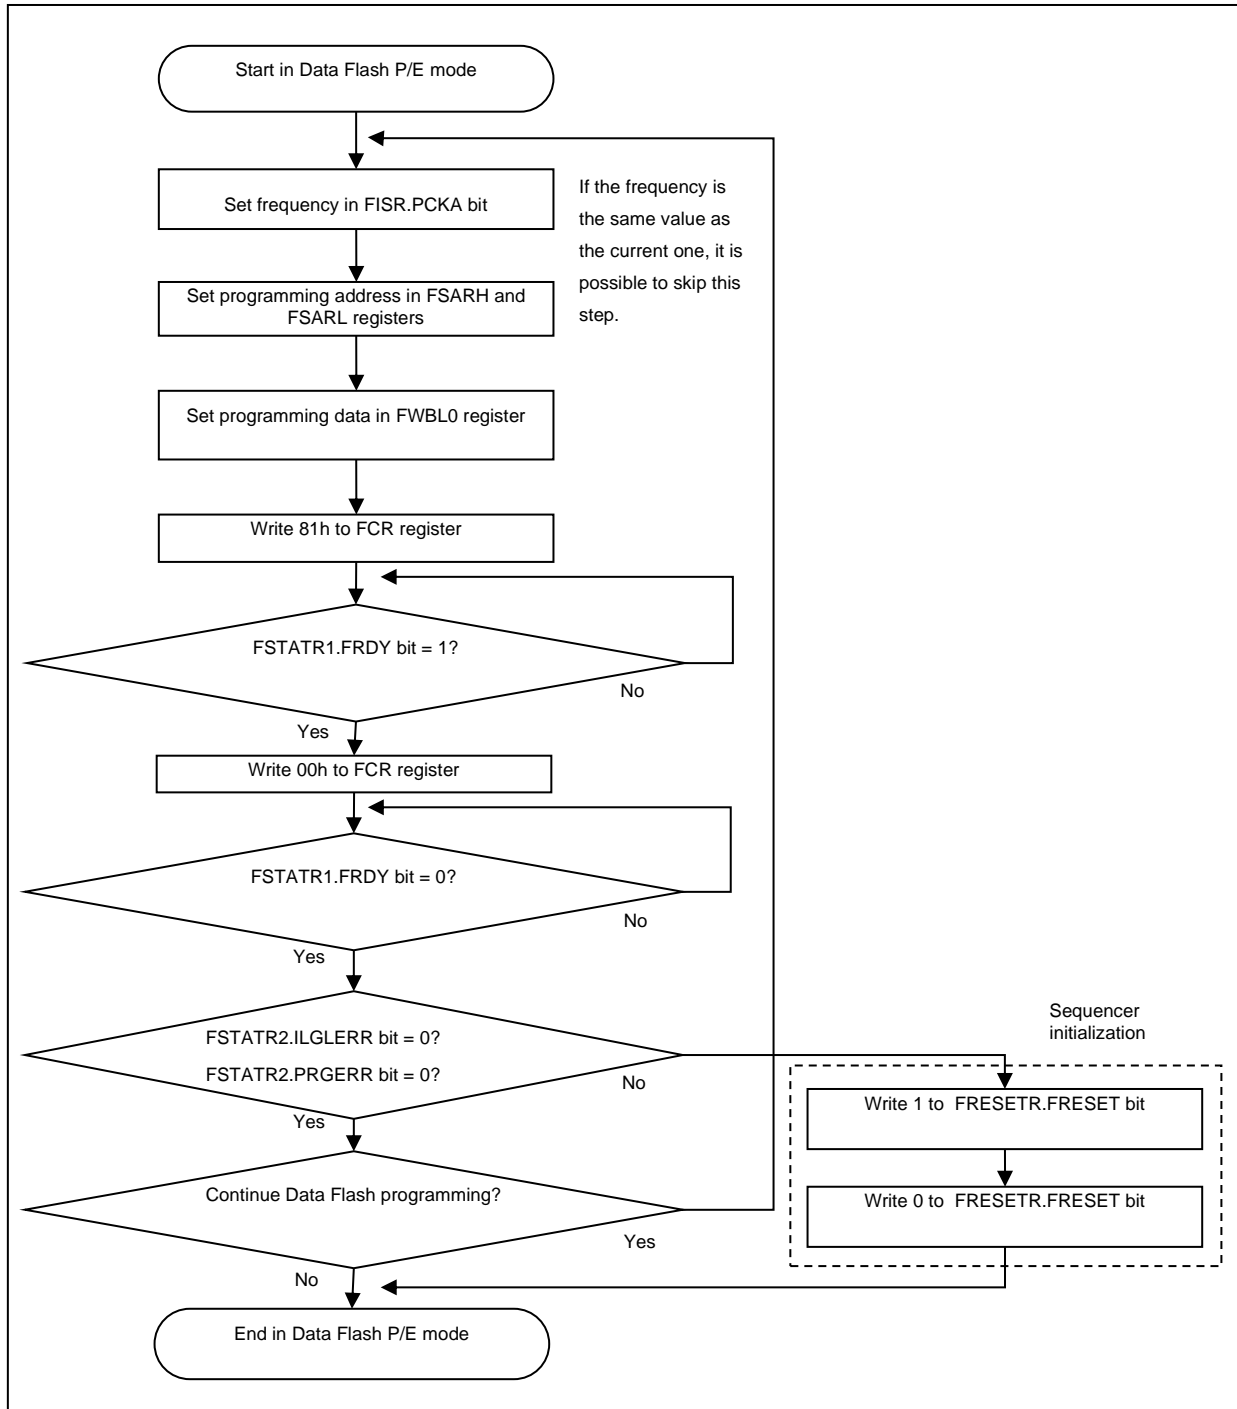 Start in Data Flash P/E mode
Set frequency in FISR.PCKA bit
If the frequency is
the same value as
the current one, it is
possible to skip this
step.
Set programming address in FSARH and
FSARL registers
Set programming data in FWBL0 register
Write 81h to FCR register
FSTATR1.FRDY bit = 1?
No
Yes
Write 00h to FCR register
FSTATR1.FRDY bit = 0?
No
Yes
FSTATR2.ILGLERR bit = 0?
FSTATR2.PRGERR bit = 0?
No
Yes
Sequencer
initialization
Write 1 to FRESETR.FRESET bit
Write 0 to FRESETR.FRESET bit
Continue Data Flash programming?
Yes
No
End in Data Flash P/E mode